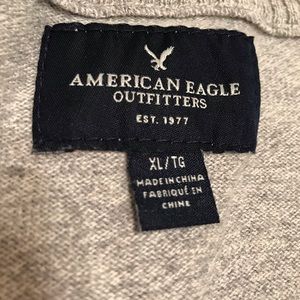 AMERICAN EAGLE
OUTFITTERS
EST. 1977
XL/TG
MADE IN CHINA
FABRIQUÉ EN
CHINE